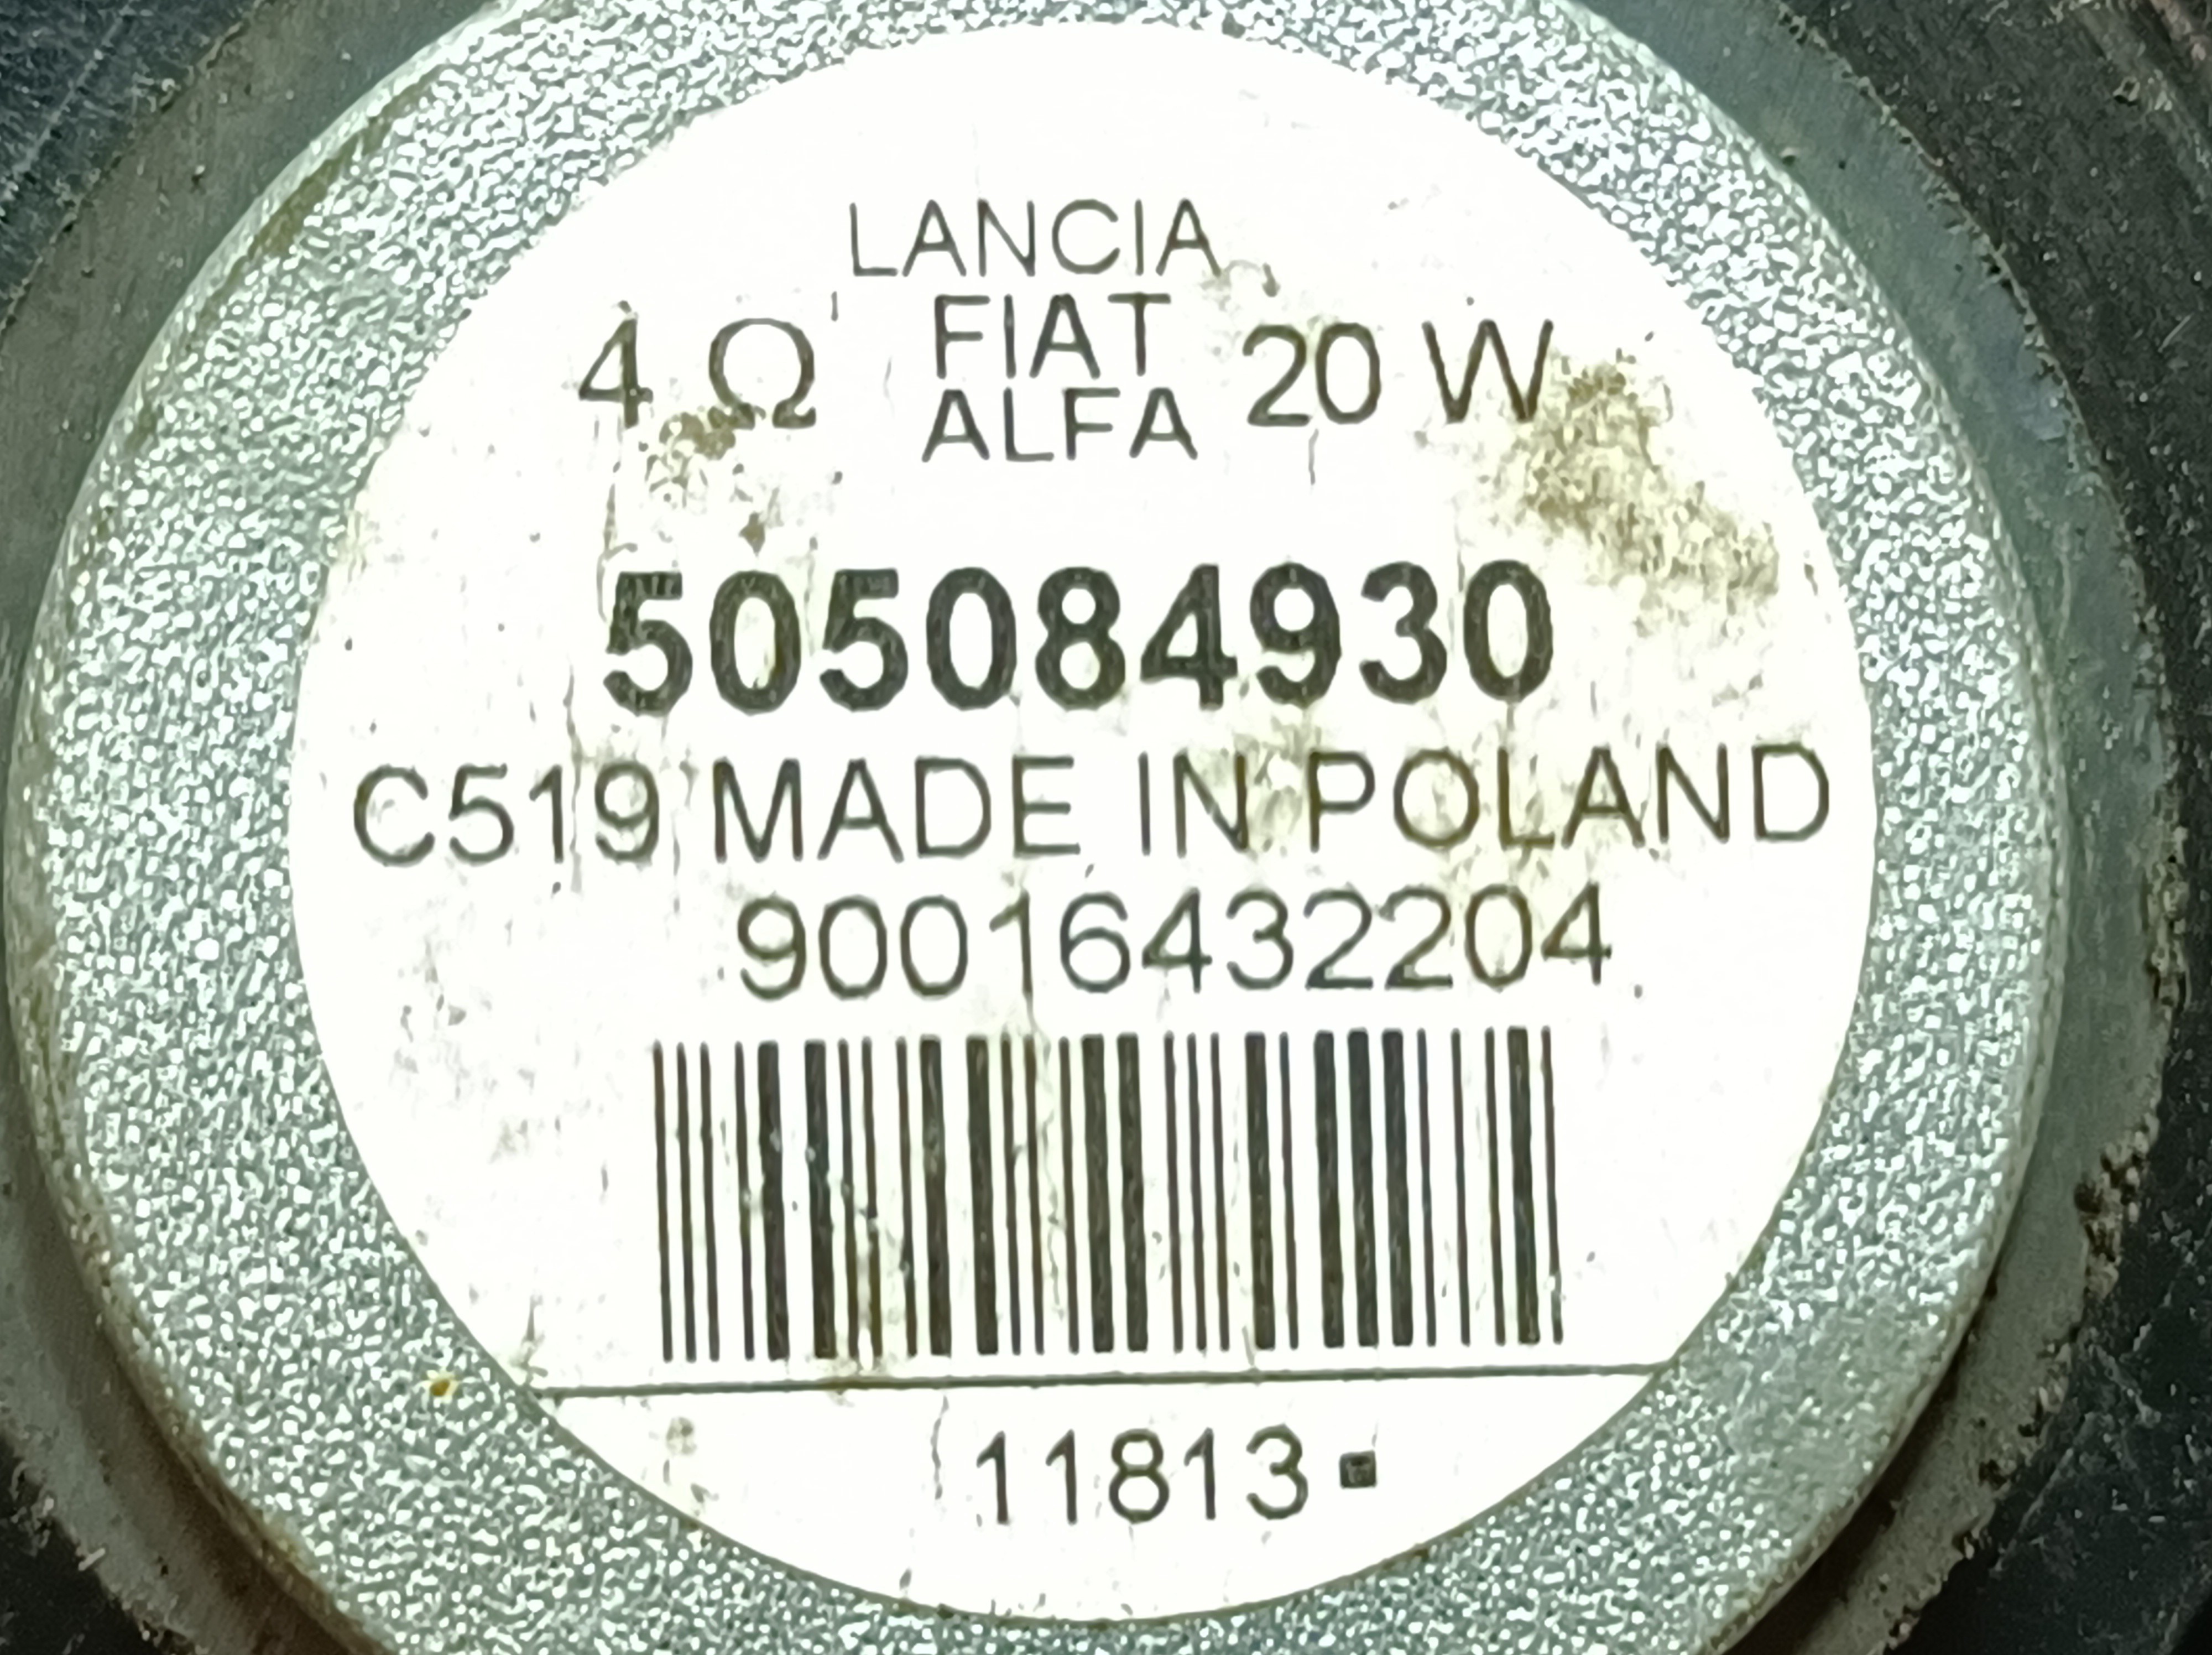 LANCIA
4 Ω FIAT 20 W
ALFA
505084930
C519 MADE IN POLAND
90016432204
11813